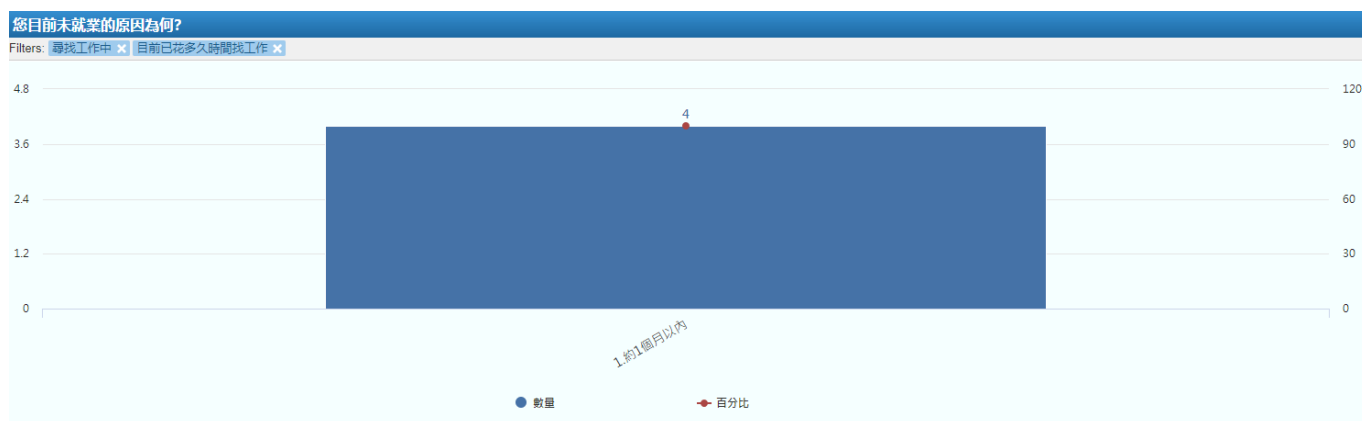 您目前未就業的原因為何?
Filters: 尋找工作中 × 目前已花多久時間找工作 ×
4.8 120
4
3.6 90
2.4 60
1.2 30
0 0
1.約1個月以內
數量 百分比